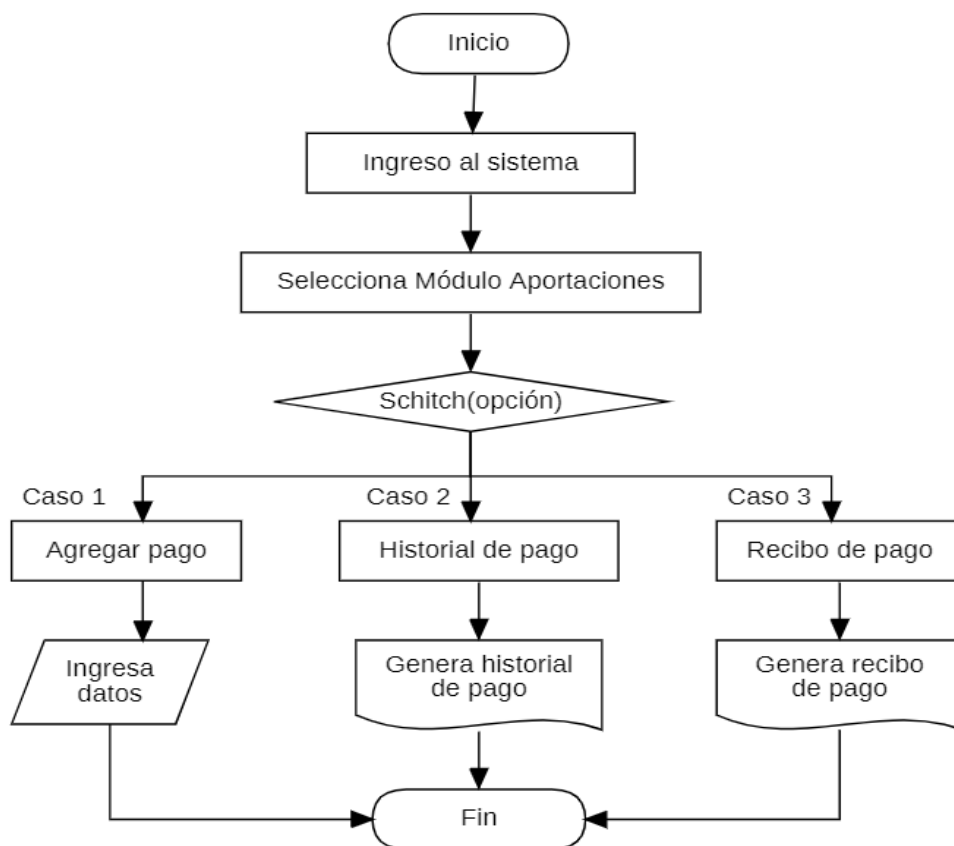 Inicio
Ingreso al sistema
Selecciona Módulo Aportaciones
Schitch(opción)
Caso 1
Caso 2
Caso 3
Agregar pago
Historial de pago
Recibo de pago
Ingresa
datos
Genera historial
de pago
Genera recibo
de pago
Fin